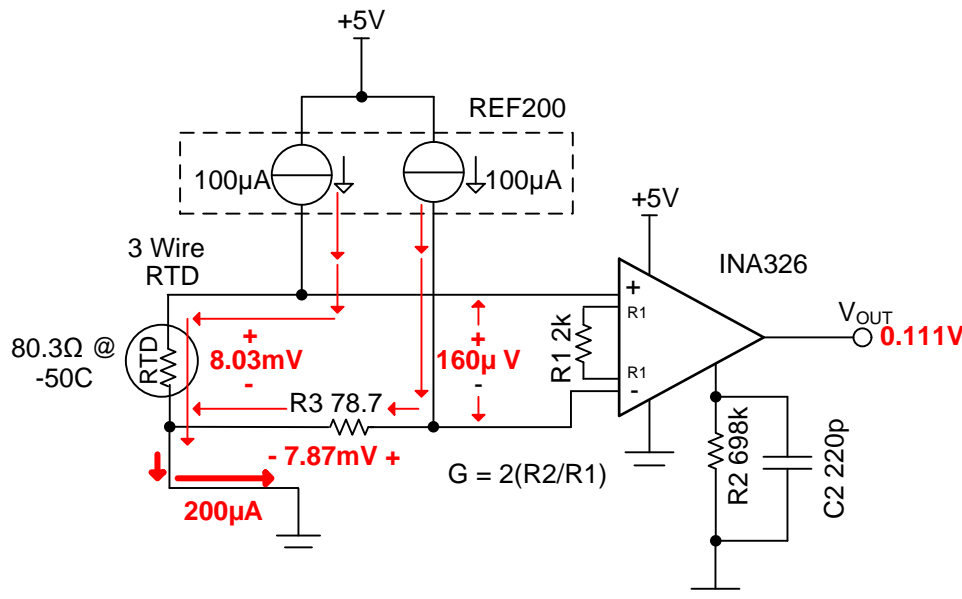 +5V
REF200
100µA
100µA
+5V
3 Wire
RTD
INA326
+
R1
R1 2k
R1
-
VOUT
0.111V
80.3Ω @
-50C
RTD
+
8.03mV
-
+
160µ V
-
R3 78.7
- 7.87mV +
G = 2(R2/R1)
R2 698k
C2 220p
200µA